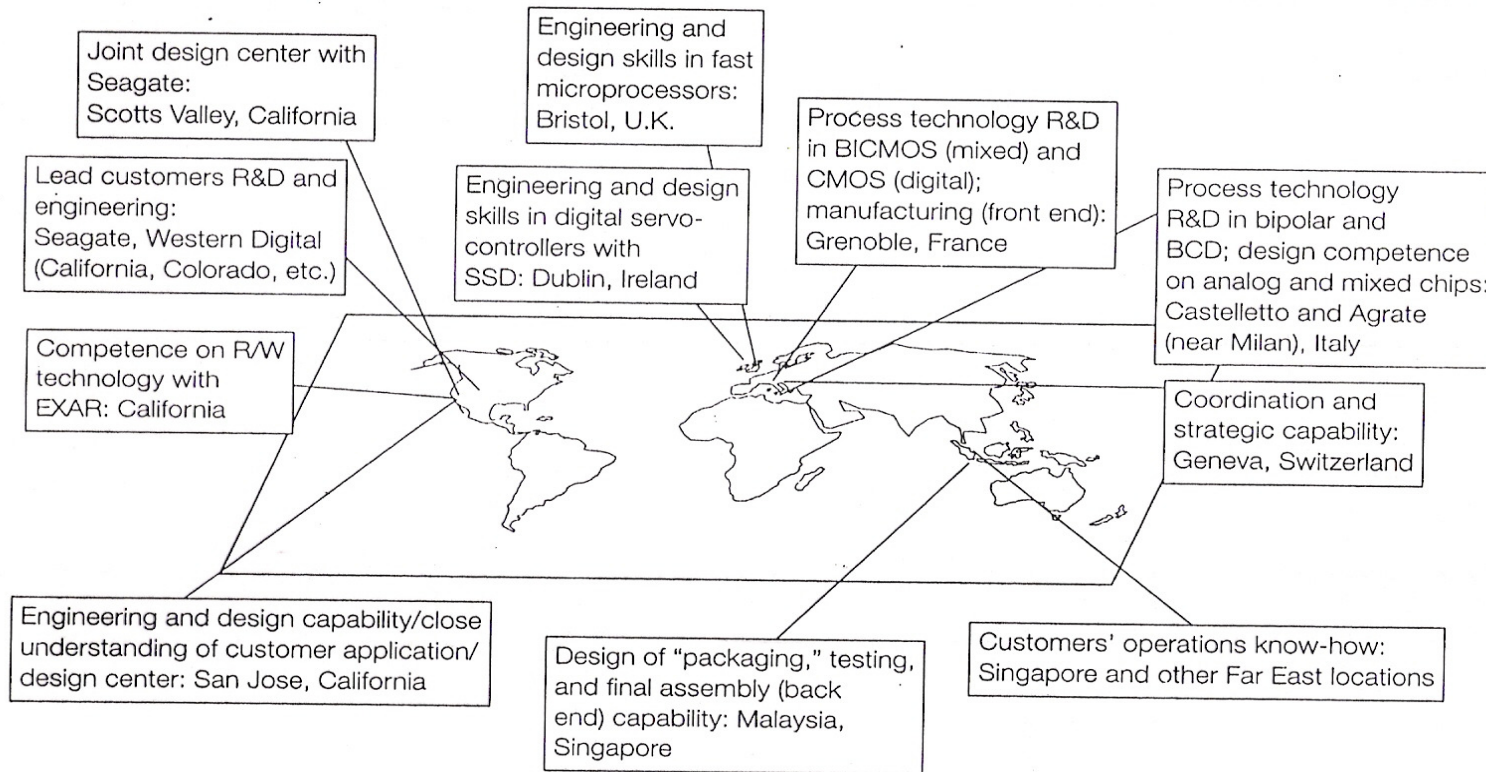 Joint design center with
Seagate:
Scotts Valley, California
Engineering and
design skills in fast
microprocessors:
Bristol, U.K.
Lead customers R&D and
engineering:
Seagate, Western Digital
(California, Colorado, etc.)
Engineering and design
skills in digital servo-
controllers with
SSD: Dublin, Ireland
Process technology R&D
in BICMOS (mixed) and
CMOS (digital);
manufacturing (front end):
Grenoble, France
Process technology
R&D in bipolar and
BCD; design competence
on analog and mixed chips:
Castelletto and Agrate
(near Milan), Italy
Competence on R/W
technology with
EXAR: California
Coordination and
strategic capability:
Geneva, Switzerland
Engineering and design capability/close
understanding of customer application/
design center: San Jose, California
Design of “packaging,” testing,
and final assembly (back
end) capability: Malaysia,
Singapore
Customers’ operations know-how:
Singapore and other Far East locations